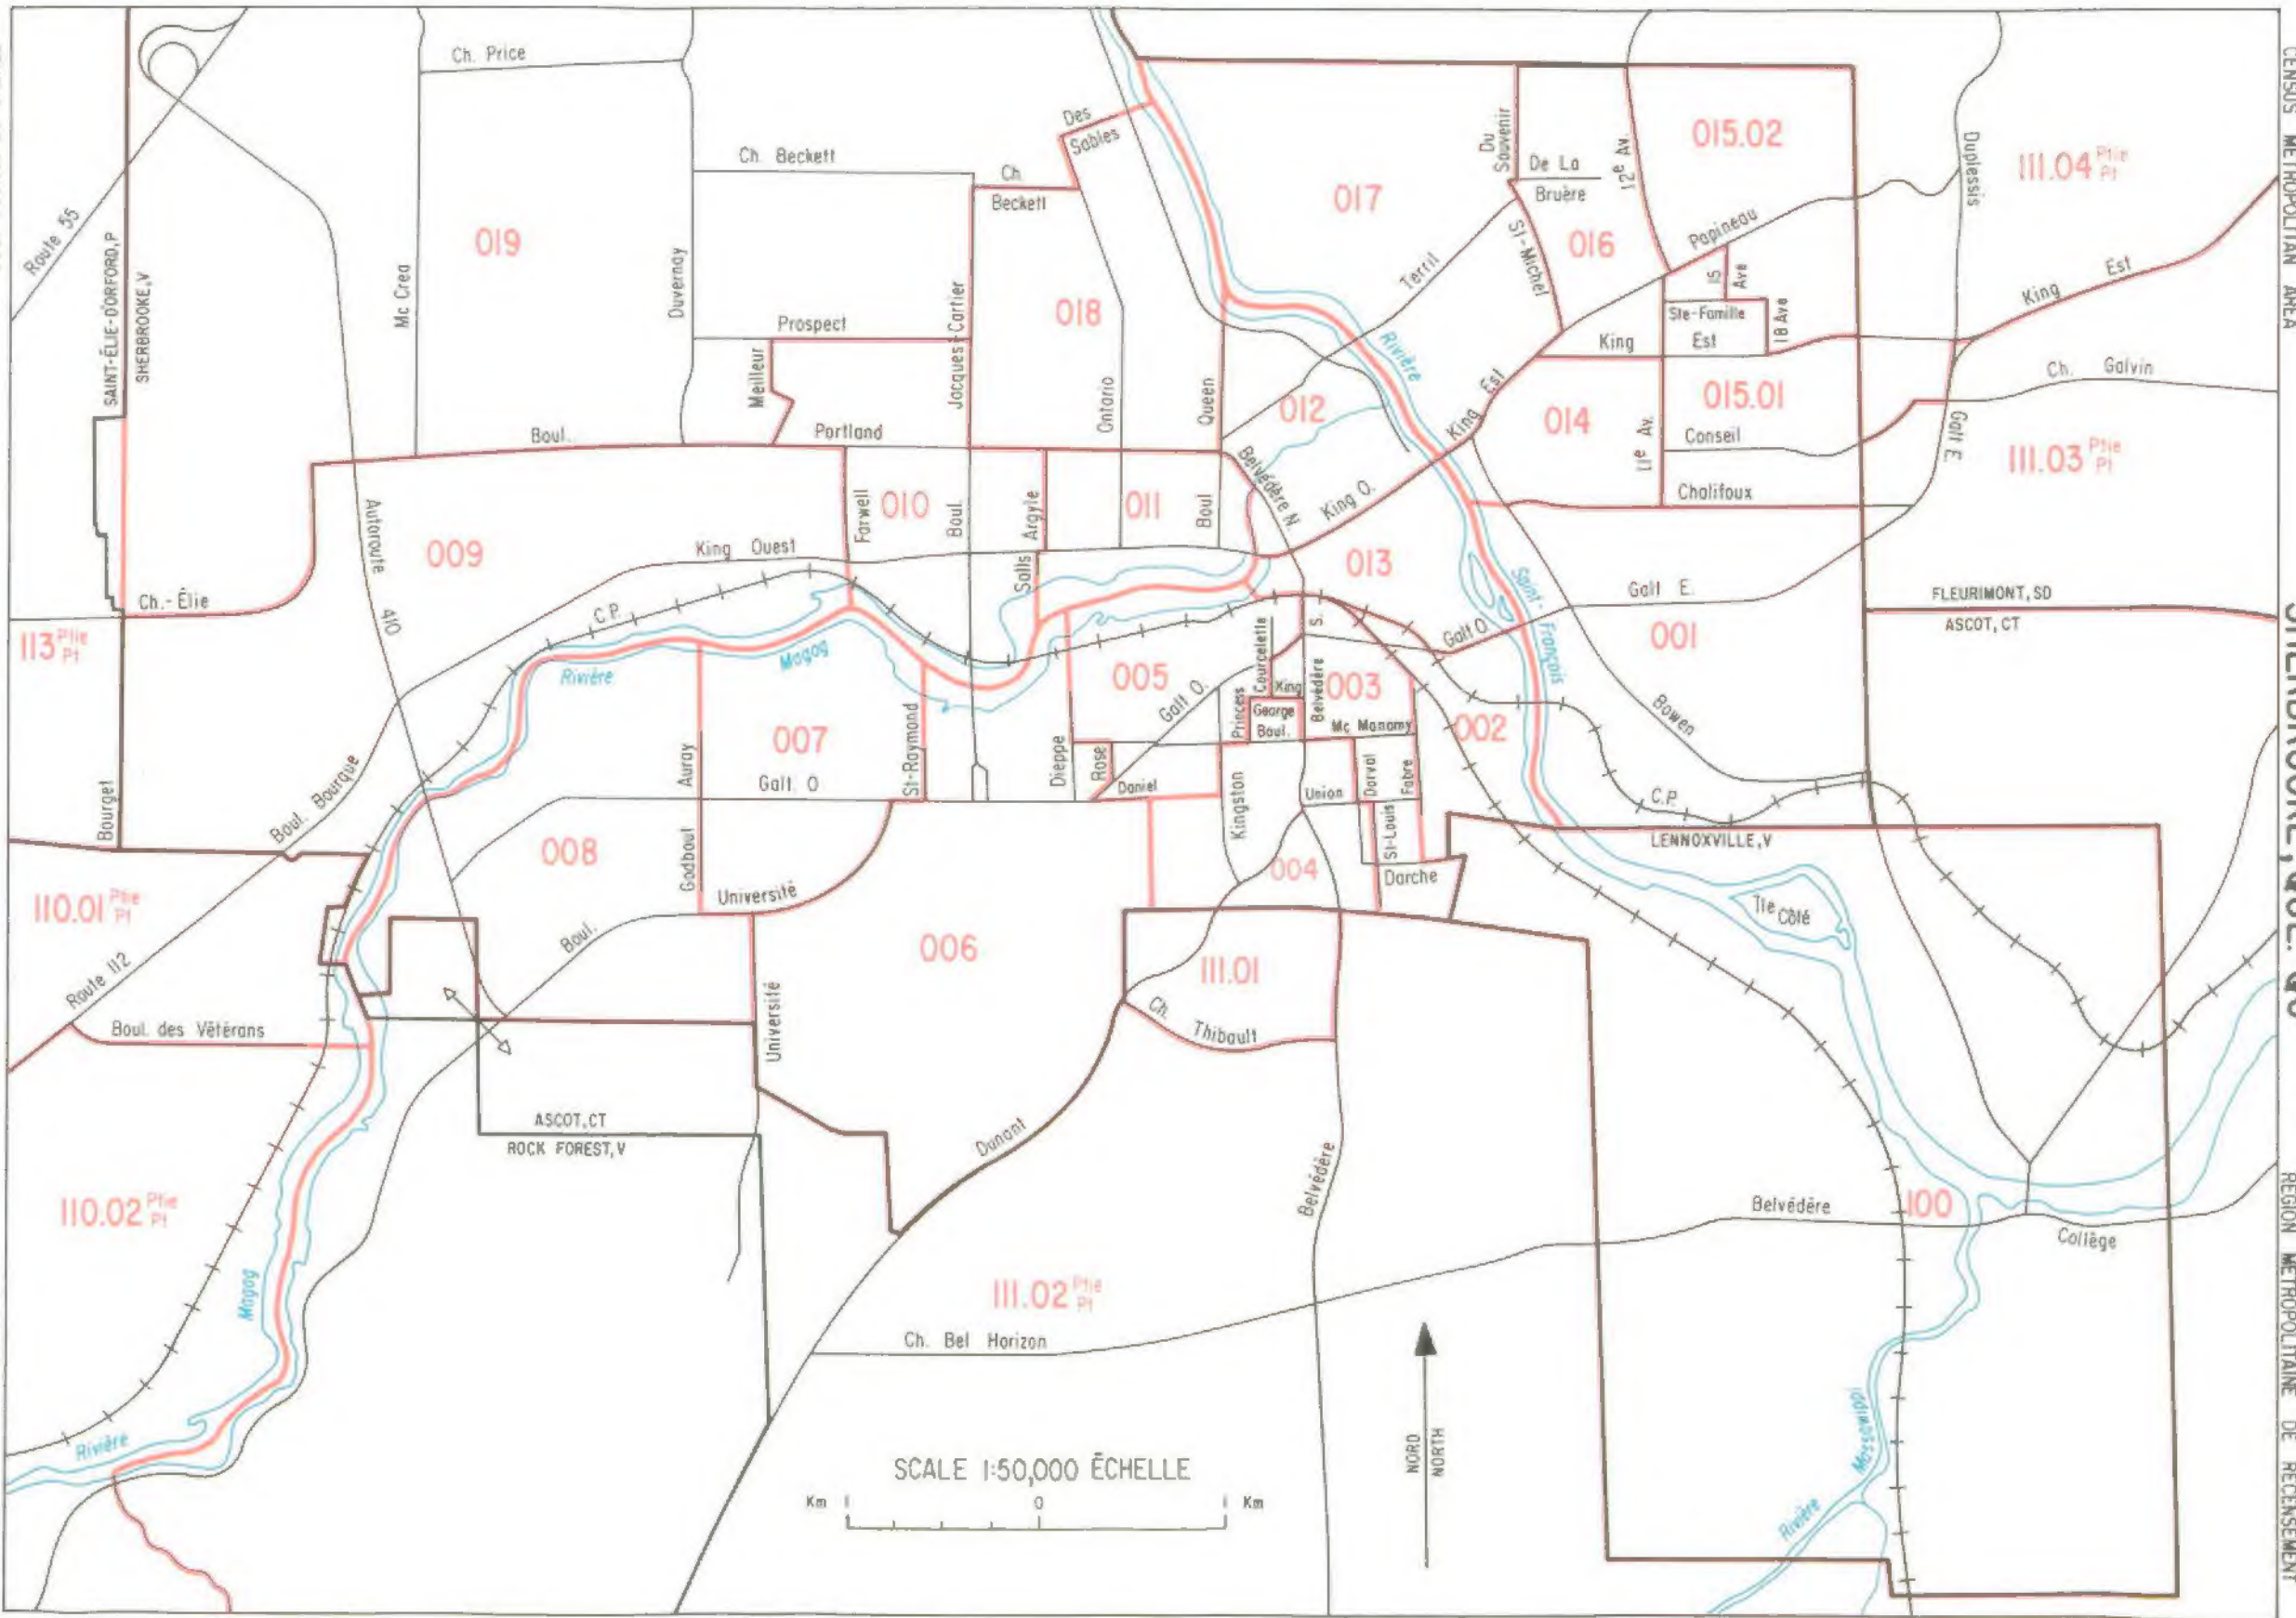 Ch. Price
Des
Sables
Du
Souvenir
De La
Bruère
12e Av.
015.02
Duplessis
111.04 Ptie
Pt
Ch. Beckett
Ch.
Beckett
017
016
Papineau
Route 55
SAINT-ÉLIE-D'ORFORD, P
SHERBROOKE, V
Mc Crea
019
Duvernay
Jacques-Cartier
018
Terril
St-Michel
15
Ave
Ste-Famille
18 Ave
King
Est
Prospect
Meilleur
Rivière
King
Est
Ch. Galvin
Ontario
Queen
012
King Est
014
015.01
Galt E.
Boul.
Portland
11e Av.
Conseil
111.03 Ptie
Pt
Autoroute
410
009
Farwell
010
Boul.
Argyle
011
Boul
Belvédère N.
King O.
Chalifoux
King Ouest
Salls
013
Saint-François
Galt E.
FLEURIMONT, SD
ASCOT, CT
Ch.-Élie
113 Ptie
Pt
C.P.
Rivière
Magog
005
Galt O.
Courcelette
S.
Galt O.
001
Princess
King
George
Boul.
Belvédère
003
Mc Manamy
002
Bowen
Bourget
Boul. Bourque
Auray
007
Galt. O
St-Raymond
Dieppe
Rose
Daniel
Kingston
Union
Dorval
Fabre
C.P.
008
Godbout
Université
St-Louis
004
Darche
LENNOXVILLE, V
110.01 Ptie
Pt
Route 112
Boul.
006
111.01
Ile Côté
Boul. des Vétérans
Université
Ch.
Thibault
ASCOT, CT
ROCK FOREST, V
Dunant
Belvédère
110.02 Ptie
Pt
Magog
111.02 Ptie
Pt
Belvédère
100
Collège
Ch. Bel Horizon
Rivière
SCALE 1:50,000 ÉCHELLE
Km 1 0 1 Km
NORD
NORTH
Massawippi
Rivière
CENSUS METROPOLITAN AREA
RÉGION MÉTROPOLITAINE DE RECENSEMENT